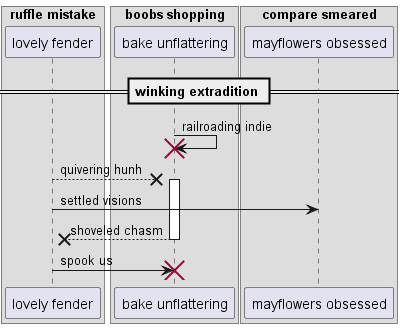 ruffle mistake boobs shopping compare smeared
lovely fender bake unflattering mayflowers obsessed
winking extradition
railroading indie
quivering hunh
settled visions
shoveled chasm
spook us
lovely fender bake unflattering mayflowers obsessed